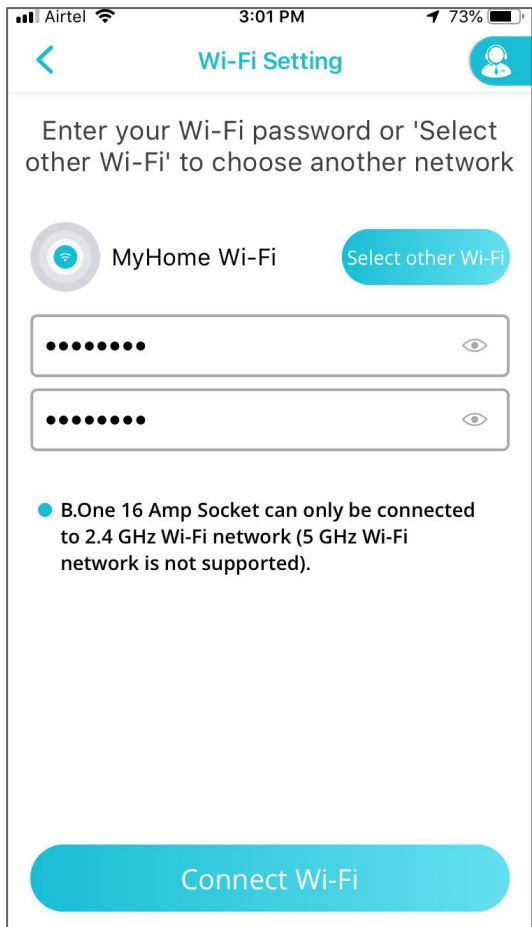 Airtel 3:01 PM 73%
Wi-Fi Setting
Enter your Wi-Fi password or 'Select
other Wi-Fi' to choose another network
MyHome Wi-Fi Select other Wi-Fi
••••••••
••••••••
B.One 16 Amp Socket can only be connected
to 2.4 GHz Wi-Fi network (5 GHz Wi-Fi
network is not supported).
Connect Wi-Fi